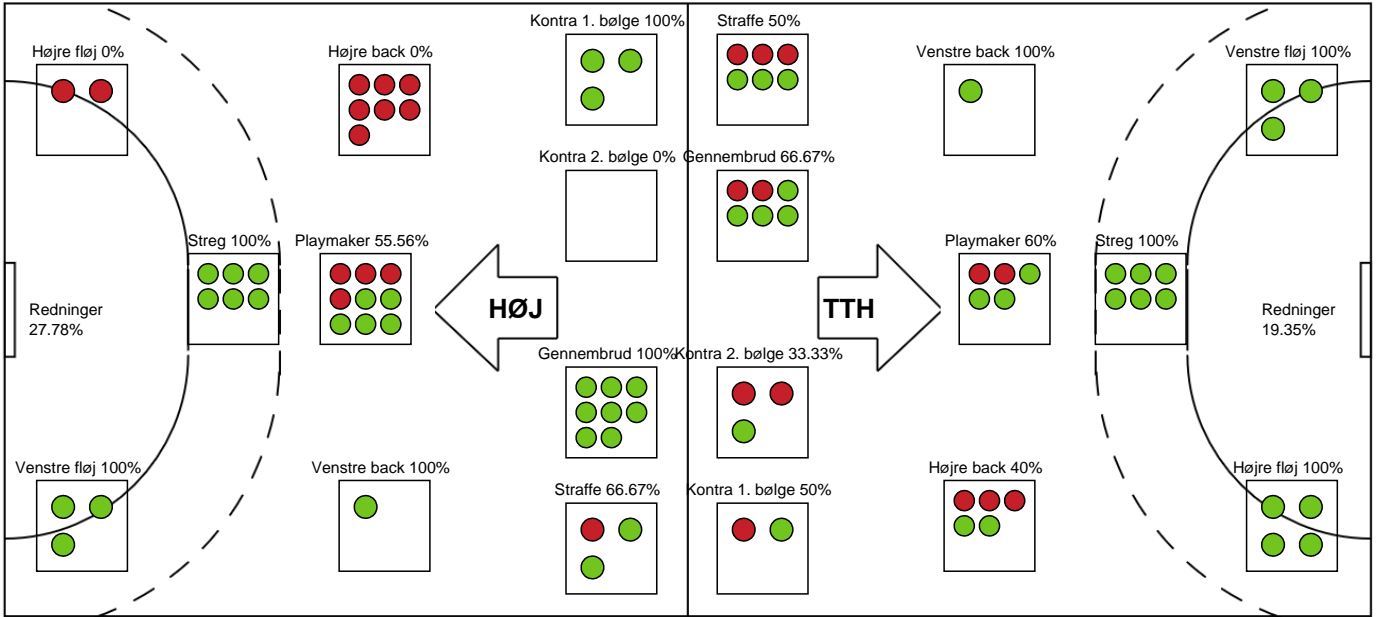 Kontra 1. bølge 100%
Straffe 50%
Højre fløj 0%
Højre back 0%
Venstre back 100%
Venstre fløj 100%
Kontra 2. bølge 0%
Gennembrud 66.67%
Streg 100%
Playmaker 55.56%
Playmaker 60%
Streg 100%
Redninger
27.78%
HØJ
TTH
Redninger
19.35%
Gennembrud 100%
Kontra 2. bølge 33.33%
Venstre fløj 100%
Venstre back 100%
Højre back 40%
Højre fløj 100%
Straffe 66.67%
Kontra 1. bølge 50%